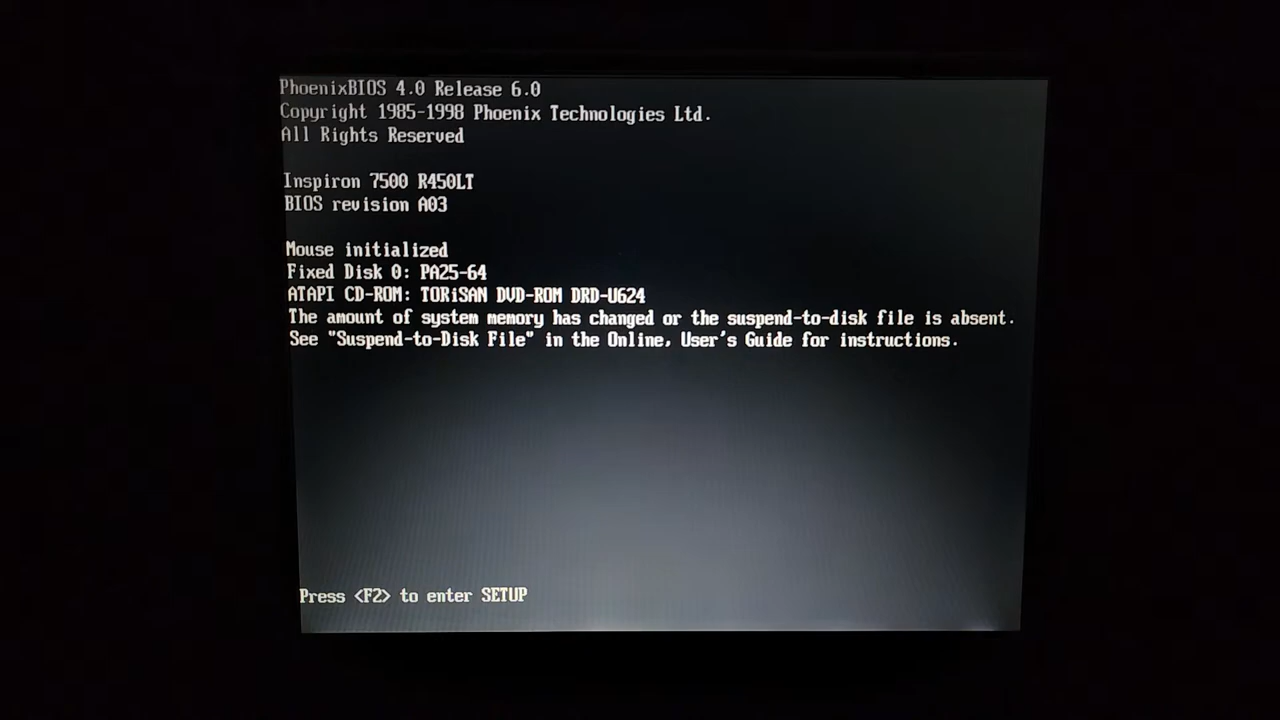 PhoenixBIOS 4.0 Release 6.0
Copyright 1985-1998 Phoenix Technologies Ltd.
All Rights Reserved
Inspiron 7500 R450LT
BIOS revision A03
Mouse initialized
Fixed Disk 0: PA25-64
ATAPI CD-ROM: TORiSAN DVD-ROM DRD-U624
The amount of system memory has changed or the suspend-to-disk file is absent.
See "Suspend-to-Disk File" in the Online, User's Guide for instructions.
Press <F2> to enter SETUP